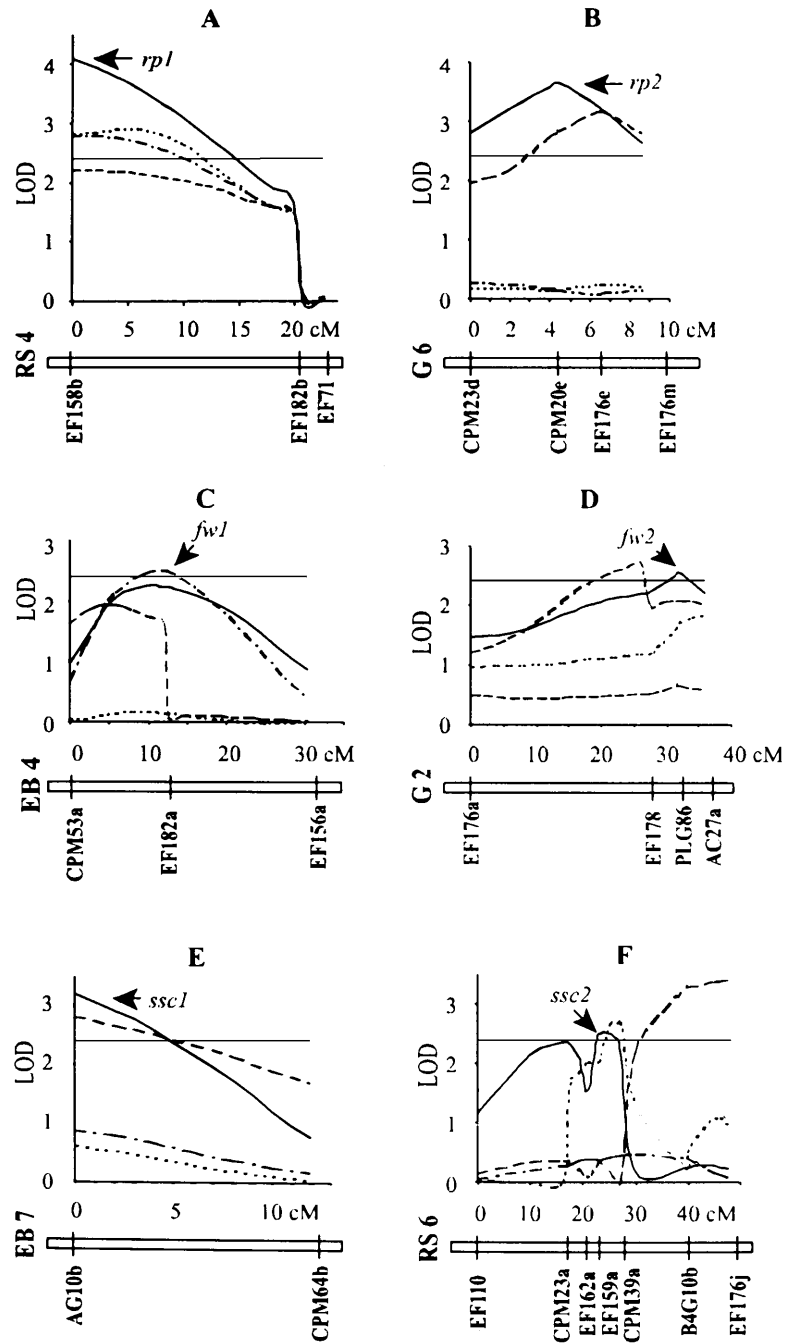 A
LOD
4
3
2
1
0
rp1
0 5 10 15 20 cM
RS 4
EF158b
EF182b
EF71
B
LOD
4
3
2
1
0
rp2
0 2 4 6 8 10 cM
G 6
CPM23d
CPM20e
EF176e
EF176m
C
LOD
3
2
1
0
fw1
0 10 20 30 cM
EB 4
CPM53a
EF182a
EF156a
D
LOD
3
2
1
0
fw2
0 10 20 30 40 cM
G 2
EF176a
EF178
PLG86
AC27a
E
LOD
3
2
1
0
ssc1
0 5 10 cM
EB 7
AG10b
CPM64b
F
LOD
3
2
1
0
ssc2
0 10 20 30 40 cM
RS 6
EF110
CPM23a
EF162a
EF159a
CPM39a
B4G10b
EF176j